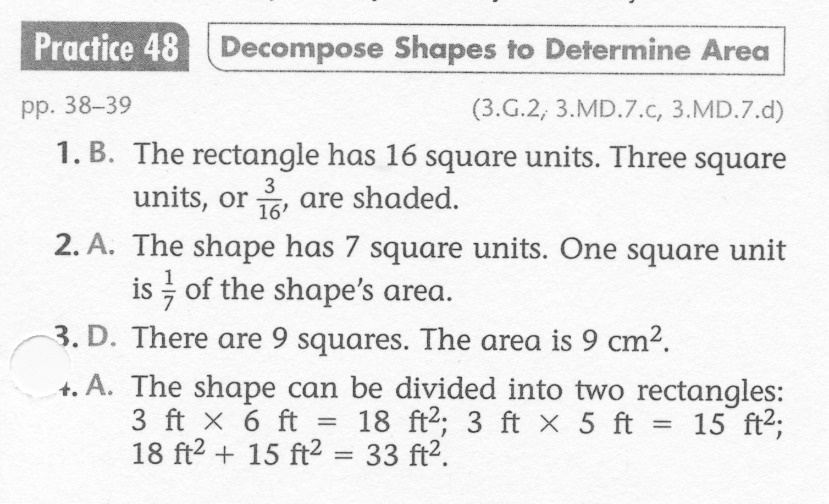 Practice 48 Decompose Shapes to Determine Area
pp. 38–39 (3.G.2, 3.MD.7.c, 3.MD.7.d)
1. B. The rectangle has 16 square units. Three square
units, or 3/16, are shaded.
2. A. The shape has 7 square units. One square unit
is 1/7 of the shape's area.
3. D. There are 9 squares. The area is 9 cm².
4. A. The shape can be divided into two rectangles:
3 ft × 6 ft = 18 ft²; 3 ft × 5 ft = 15 ft²;
18 ft² + 15 ft² = 33 ft².